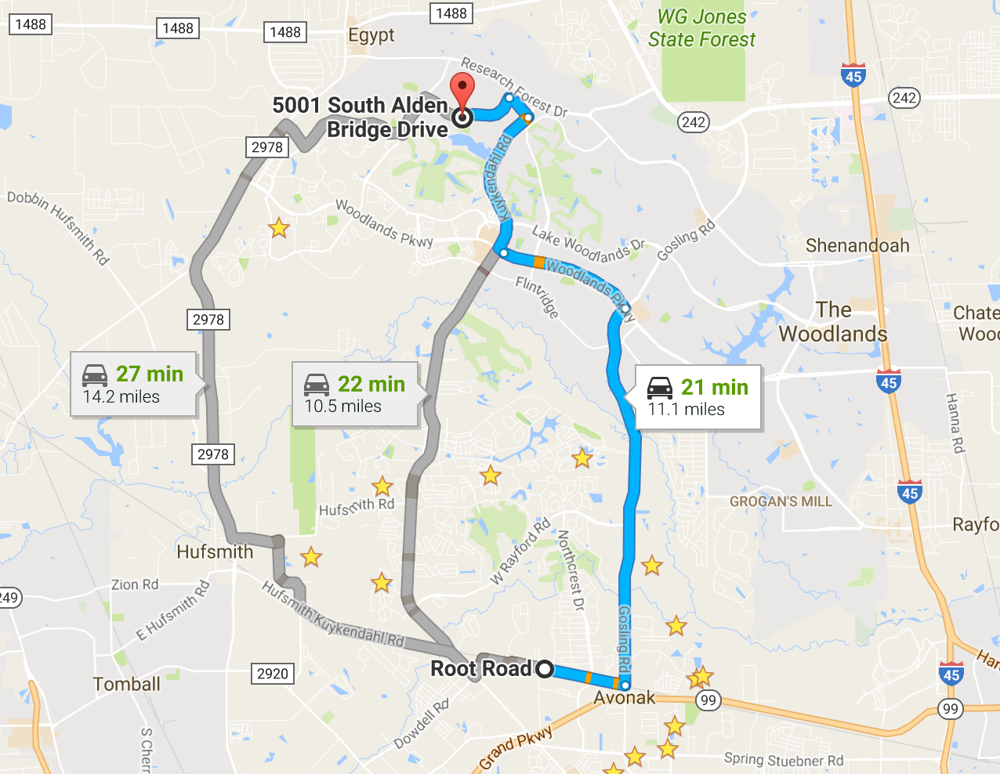 1488
1488
1488
1488
Egypt
WG Jones
State Forest
Research Forest Dr
45
242
242
5001 South Alden
Bridge Drive
2978
Kuykendahl Rd
Dobbin Hufsmith Rd
Woodlands Pkwy
Lake Woodlands Dr
Gosling Rd
Shenandoah
Woodlands Pkwy
Flintridge
The
Woodlands
Chate
Wood
2978
27 min
14.2 miles
22 min
10.5 miles
21 min
11.1 miles
45
Hanna Rd
2978
Hufsmith Rd
GROGAN'S MILL
45
Rayfo
W Rayford Rd
Northcrest Dr
Hufsmith
Zion Rd
249
E Hufsmith Rd
Hufsmith Kuykendahl Rd
Gosling Rd
Har
2920
Root Road
45
Tomball
Avonak
99
99
Dowdell Rd
Grand Pkwy
S Cherr
Spring Stuebner Rd